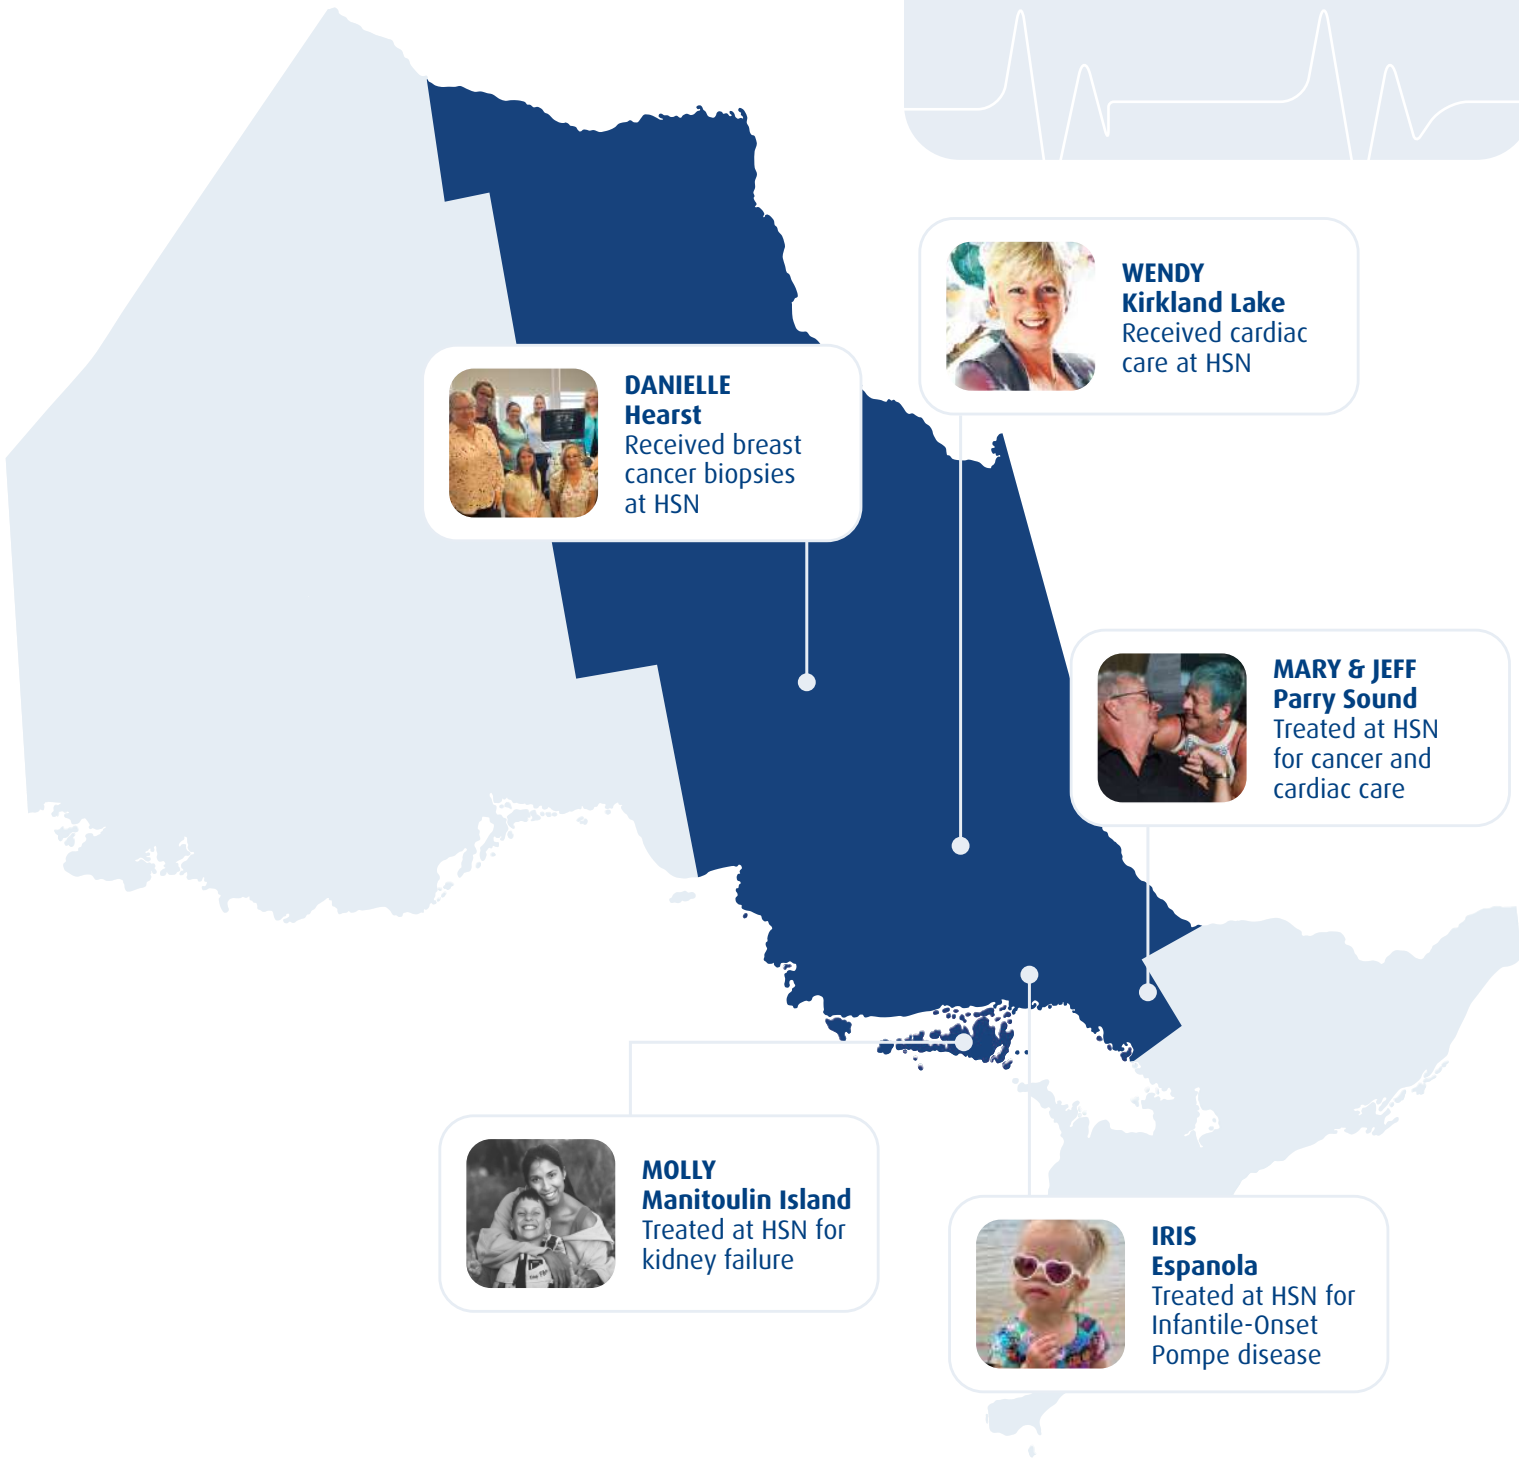 WENDY
Kirkland Lake
Received cardiac
care at HSN
DANIELLE
Hearst
Received breast
cancer biopsies
at HSN
MARY & JEFF
Parry Sound
Treated at HSN
for cancer and
cardiac care
MOLLY
Manitoulin Island
Treated at HSN for
kidney failure
IRIS
Espanola
Treated at HSN for
Infantile-Onset
Pompe disease